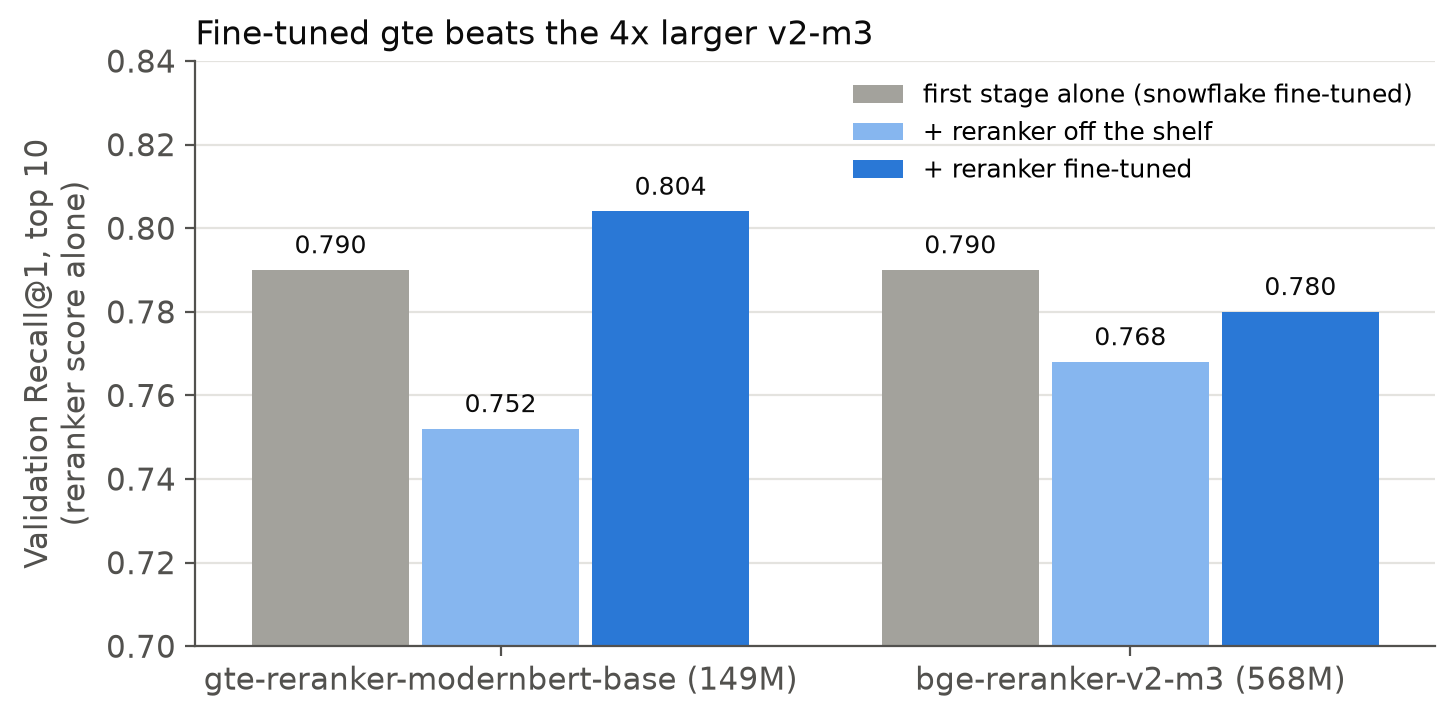 Fine-tuned gte beats the 4x larger v2-m3
Validation Recall@1, top 10
(reranker score alone)
0.84
0.82
0.80
0.78
0.76
0.74
0.72
0.70
first stage alone (snowflake fine-tuned)
+ reranker off the shelf
+ reranker fine-tuned
0.790
0.752
0.804
0.790
0.768
0.780
gte-reranker-modernbert-base (149M)
bge-reranker-v2-m3 (568M)